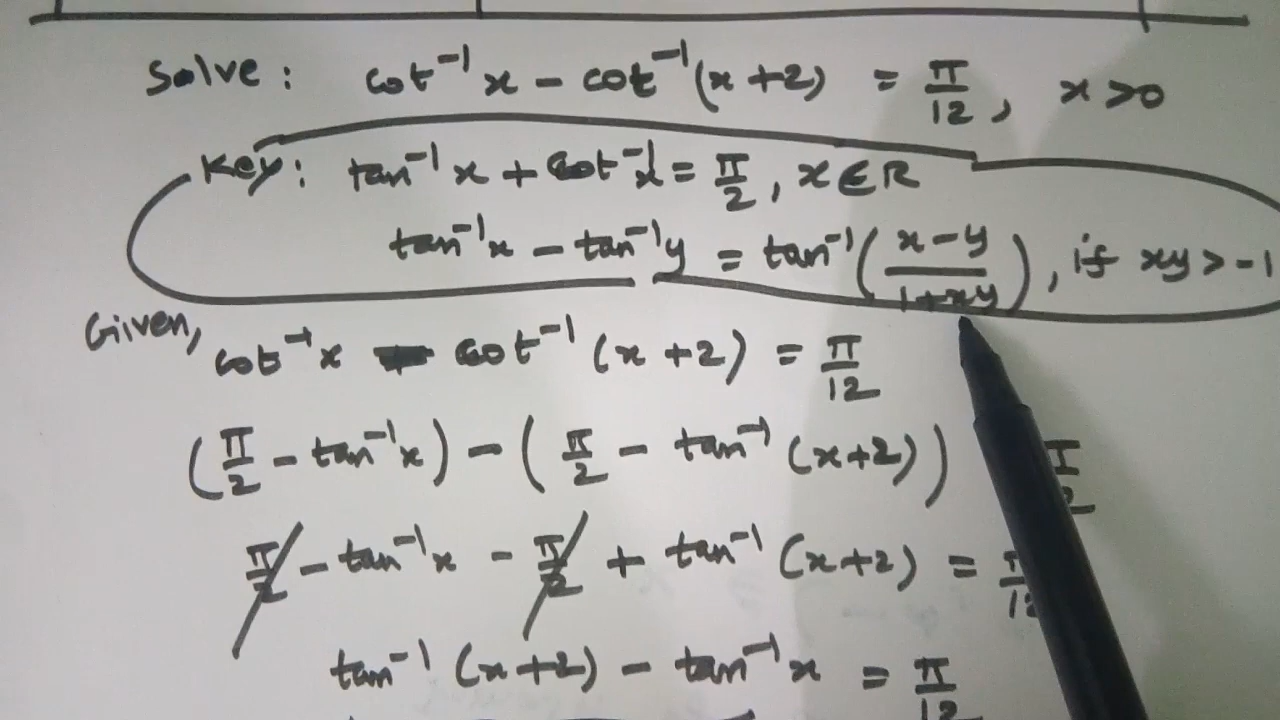 Solve: cot⁻¹x − cot⁻¹(x+2) = π/12, x>0
Key: tan⁻¹x + cot⁻¹x = π/2, x∈R
tan⁻¹x − tan⁻¹y = tan⁻¹((x−y)/(1+xy)), if xy>−1
Given, cot⁻¹x − cot⁻¹(x+2) = π/12
(π/2 − tan⁻¹x) − (π/2 − tan⁻¹(x+2))
π/2 − tan⁻¹x − π/2 + tan⁻¹(x+2) = π/12
tan⁻¹(x+2) − tan⁻¹x = π/12